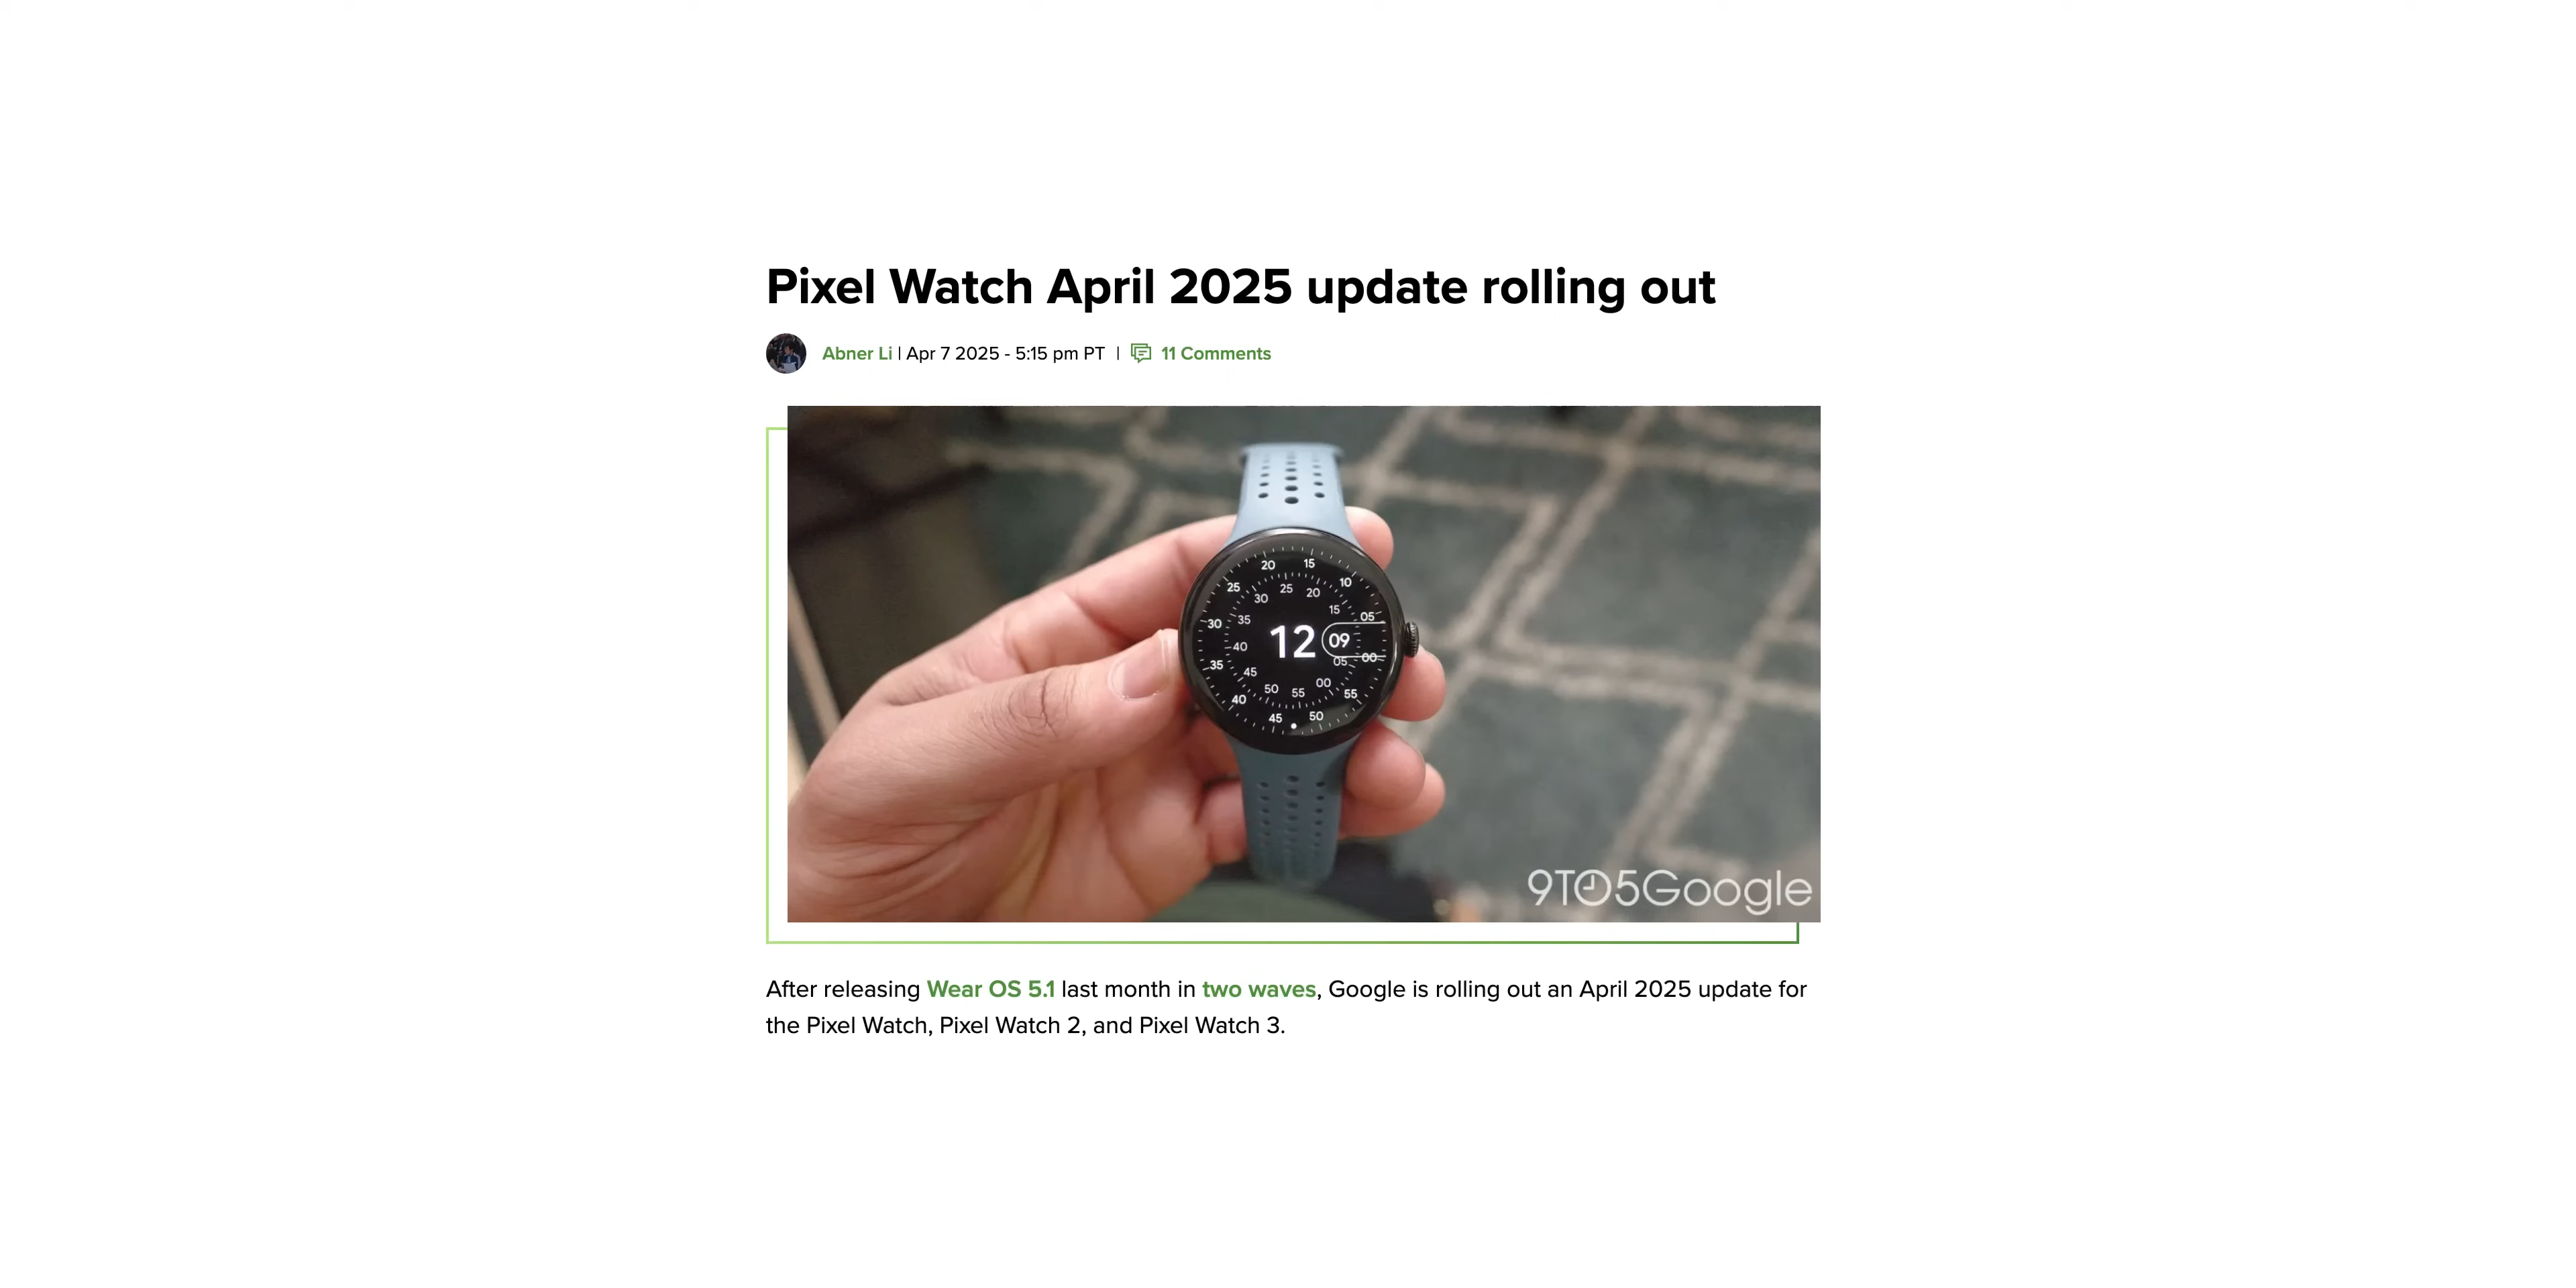 Pixel Watch April 2025 update rolling out
Abner Li | Apr 7 2025 - 5:15 pm PT | 11 Comments
20 15
25 10
25 20
30
15
35 05
30
12 09
40
05 00
35
45 00
50 55 55
40
45 50
9TO5Google
After releasing Wear OS 5.1 last month in two waves, Google is rolling out an April 2025 update for
the Pixel Watch, Pixel Watch 2, and Pixel Watch 3.